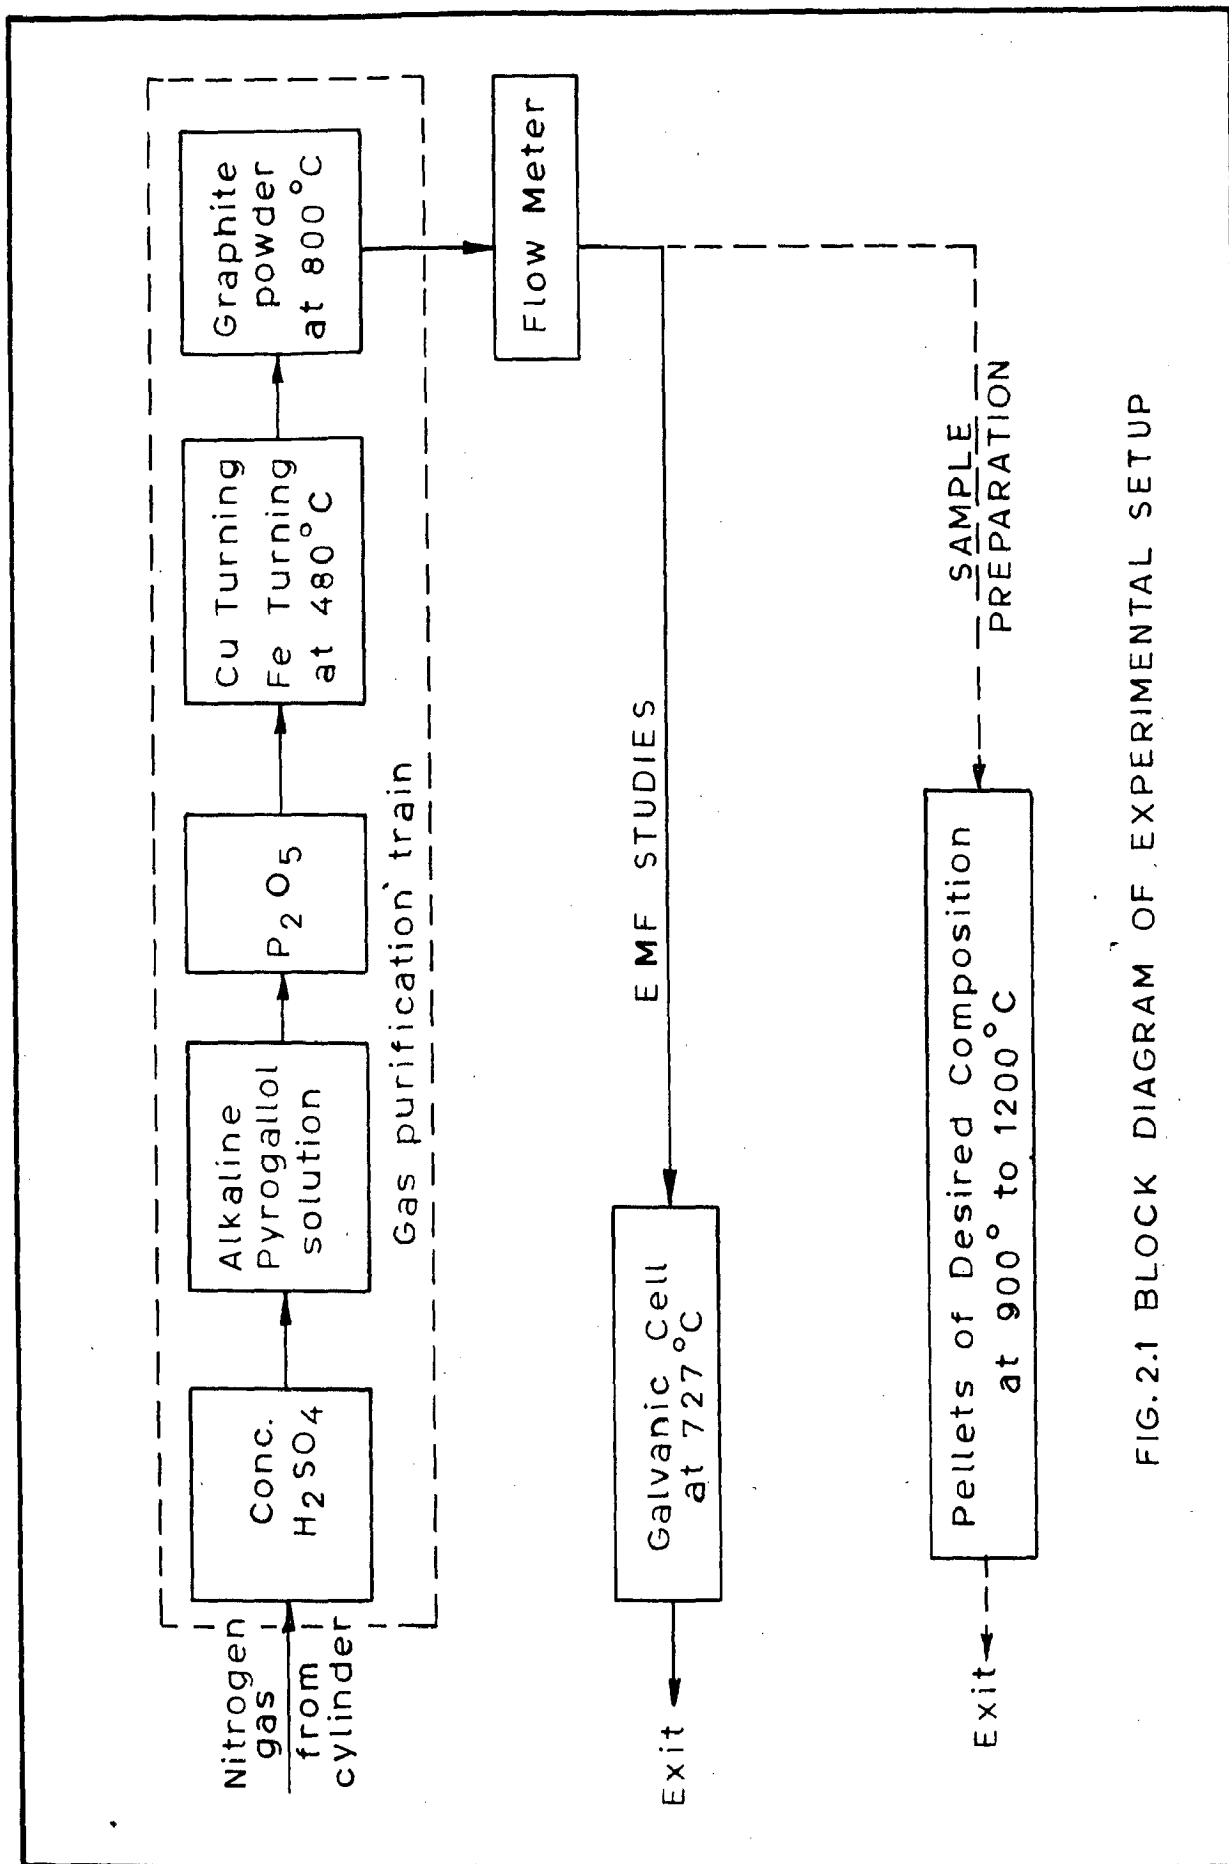 Nitrogen
gas
from
cylinder
Conc.
H₂SO₄
Alkaline
Pyrogallol
solution
P₂O₅
Cu Turning
Fe Turning
at 480°C
Graphite
powder
at 800°C
Gas purification train
Flow Meter
EMF STUDIES
Galvanic Cell
at 727°C
Exit
SAMPLE
PREPARATION
Pellets of Desired Composition
at 900° to 1200°C
Exit
FIG. 2.1 BLOCK DIAGRAM OF EXPERIMENTAL SETUP